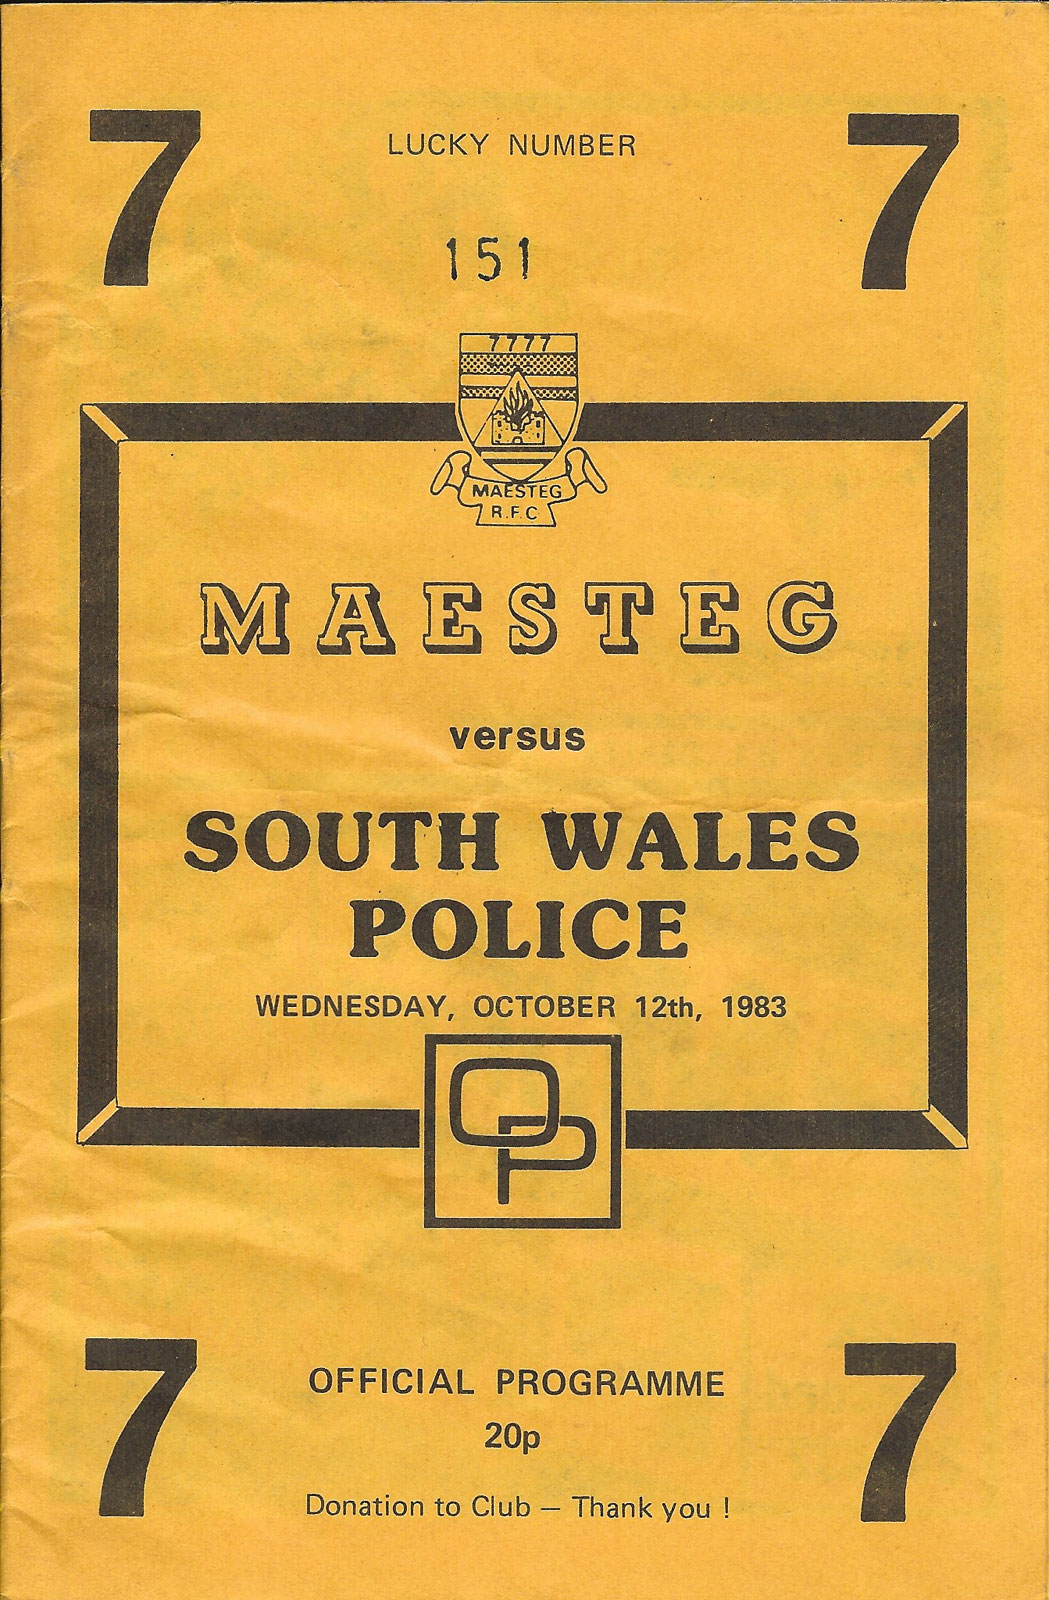 7 LUCKY NUMBER 7
151
7777
MAESTEG
R.F.C
MAESTEG
versus
SOUTH WALES
POLICE
WEDNESDAY, OCTOBER 12th, 1983
OP
7 OFFICIAL PROGRAMME 7
20p
Donation to Club — Thank you !